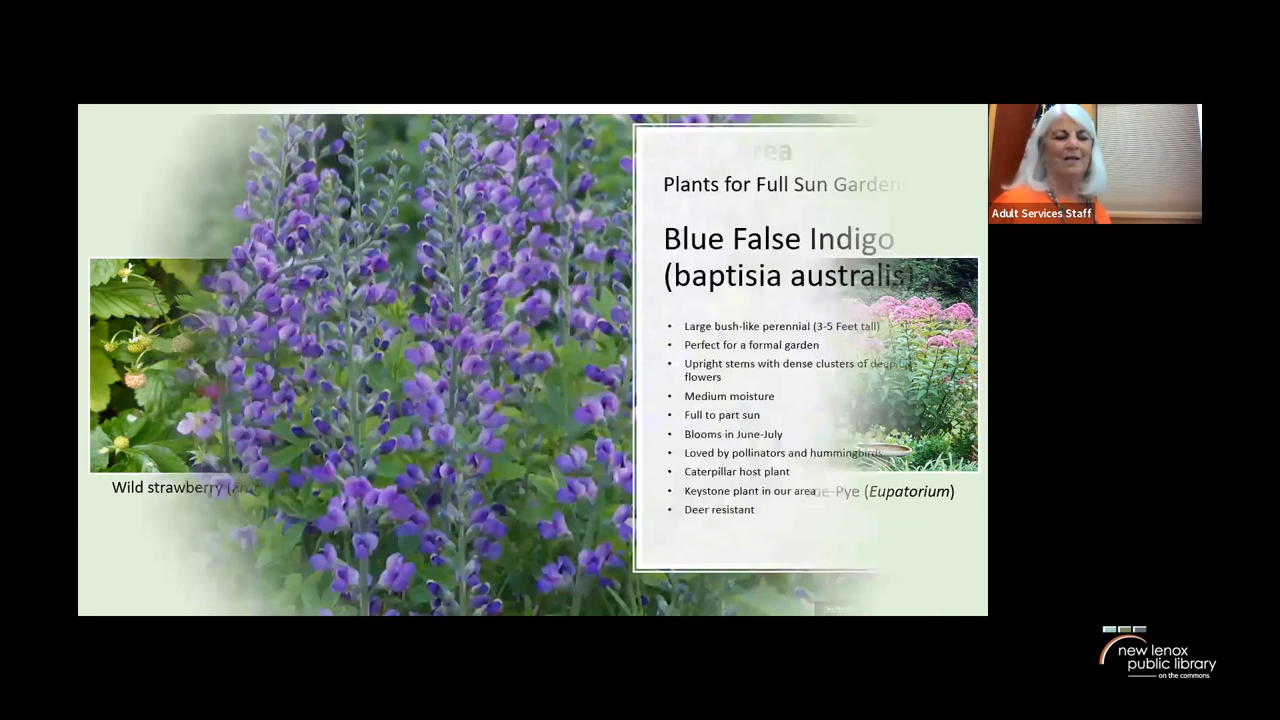 Plants for Full Sun Garden
Blue False Indigo
(baptisia australis)
• Large bush-like perennial (3-5 Feet tall)
• Perfect for a formal garden
• Upright stems with dense clusters of deep
flowers
• Medium moisture
• Full to part sun
• Blooms in June-July
• Loved by pollinators and hummingbirds
• Caterpillar host plant
• Keystone plant in our area
• Deer resistant
Wild strawberry
Pye (Eupatorium)
Adult Services Staff
new lenox
public library
on the commons